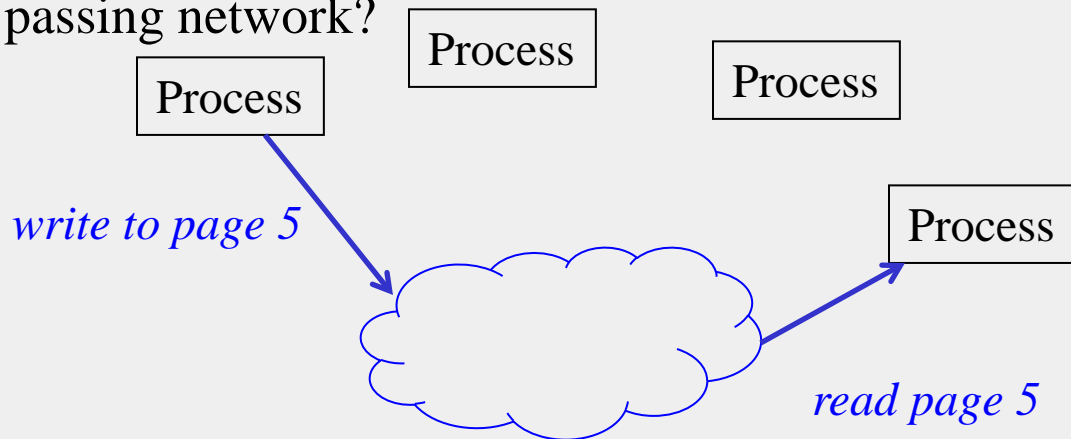 passing network?
Process
Process
Process
write to page 5
Process
read page 5